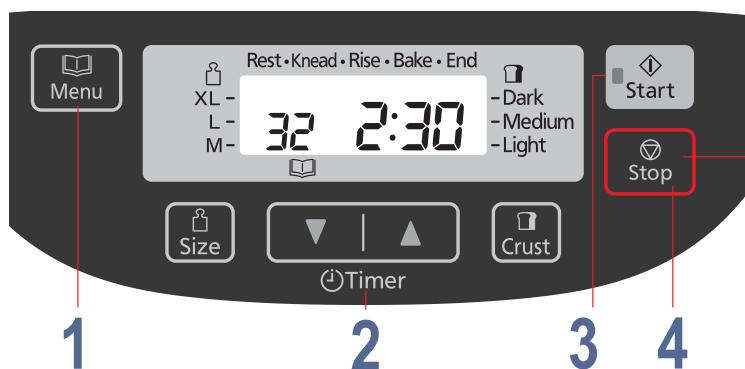 Menu
Rest • Knead • Rise • Bake • End
XL –
L –
M –
32 2:30
– Dark
– Medium
– Light
Start
Stop
Size
Timer
Crust
1
2
3
4